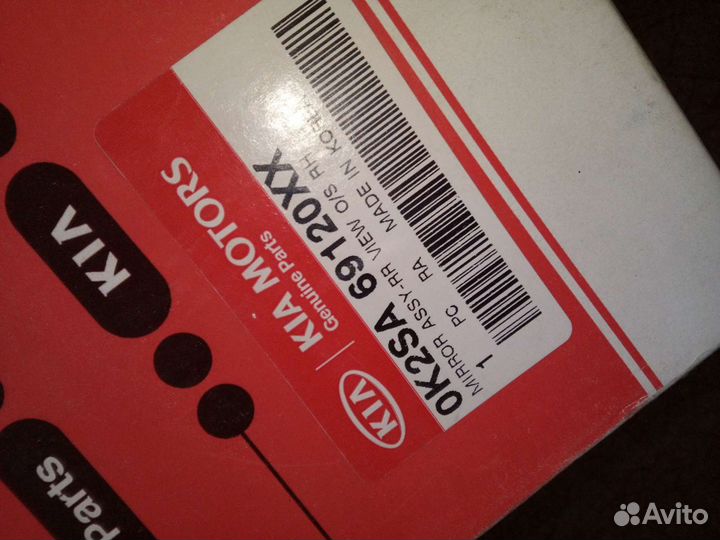 KIA
KIA MOTORS
Genuine Parts
0K2SA 69120XX
MIRROR ASSY-RR VIEW O/S RH
1 PC RA MADE IN KOREA
KIA
Parts
Avito